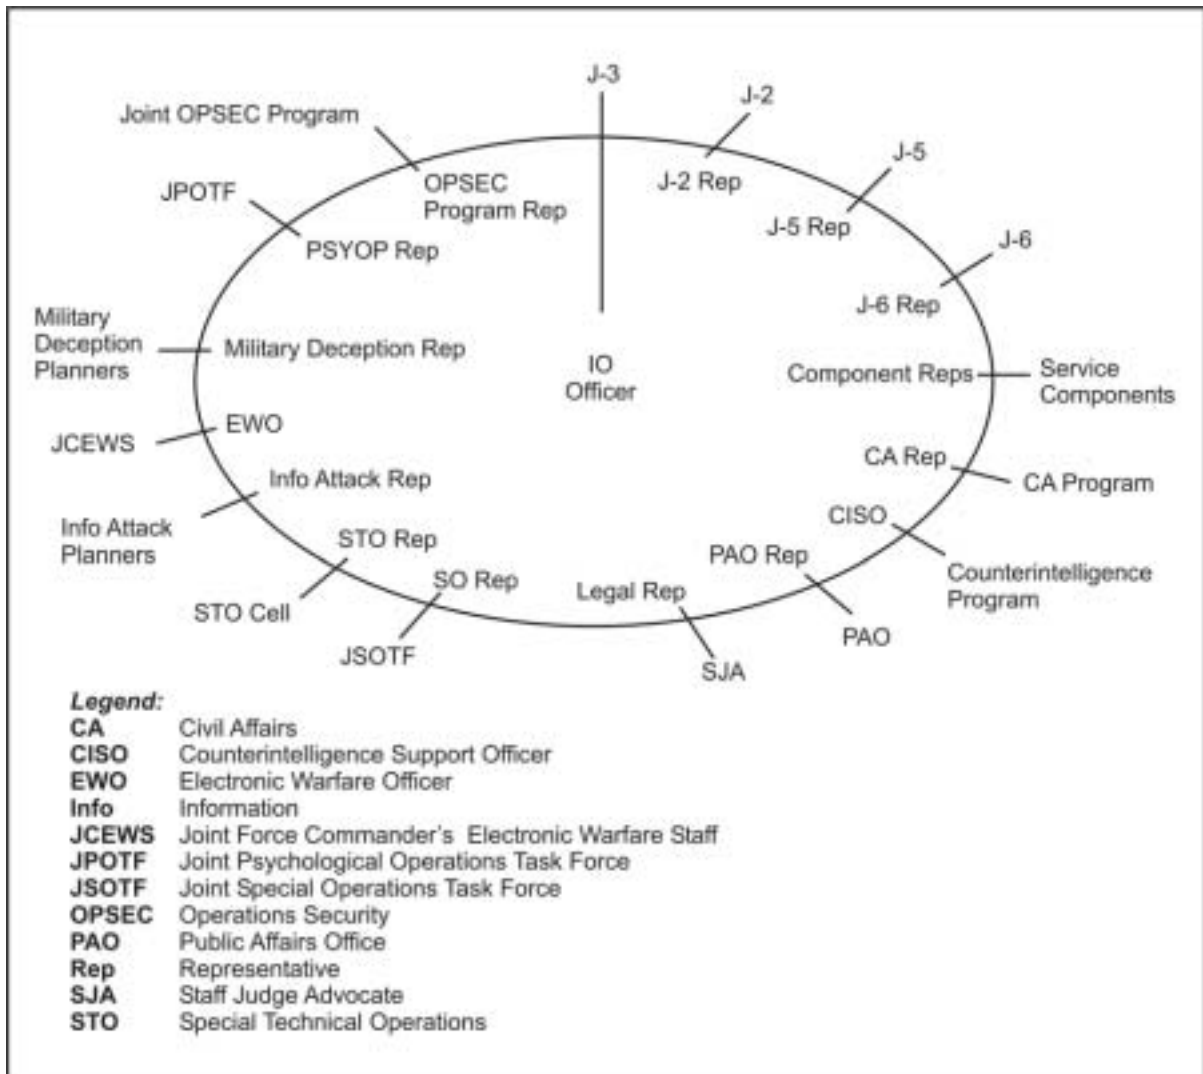 J-3
J-2
Joint OPSEC Program
J-5
OPSEC
Program Rep
J-2 Rep
JPOTF
J-5 Rep
J-6
PSYOP Rep
J-6 Rep
Military
Deception
Planners
Military Deception Rep
IO
Officer
Component Reps
Service
Components
JCEWS
EWO
CA Rep
CA Program
Info Attack Rep
Info Attack
Planners
CISO
Counterintelligence
Program
STO Rep
STO Cell
PAO Rep
PAO
SO Rep
JSOTF
Legal Rep
SJA
Legend:
CA Civil Affairs
CISO Counterintelligence Support Officer
EWO Electronic Warfare Officer
Info Information
JCEWS Joint Force Commander's Electronic Warfare Staff
JPOTF Joint Psychological Operations Task Force
JSOTF Joint Special Operations Task Force
OPSEC Operations Security
PAO Public Affairs Office
Rep Representative
SJA Staff Judge Advocate
STO Special Technical Operations